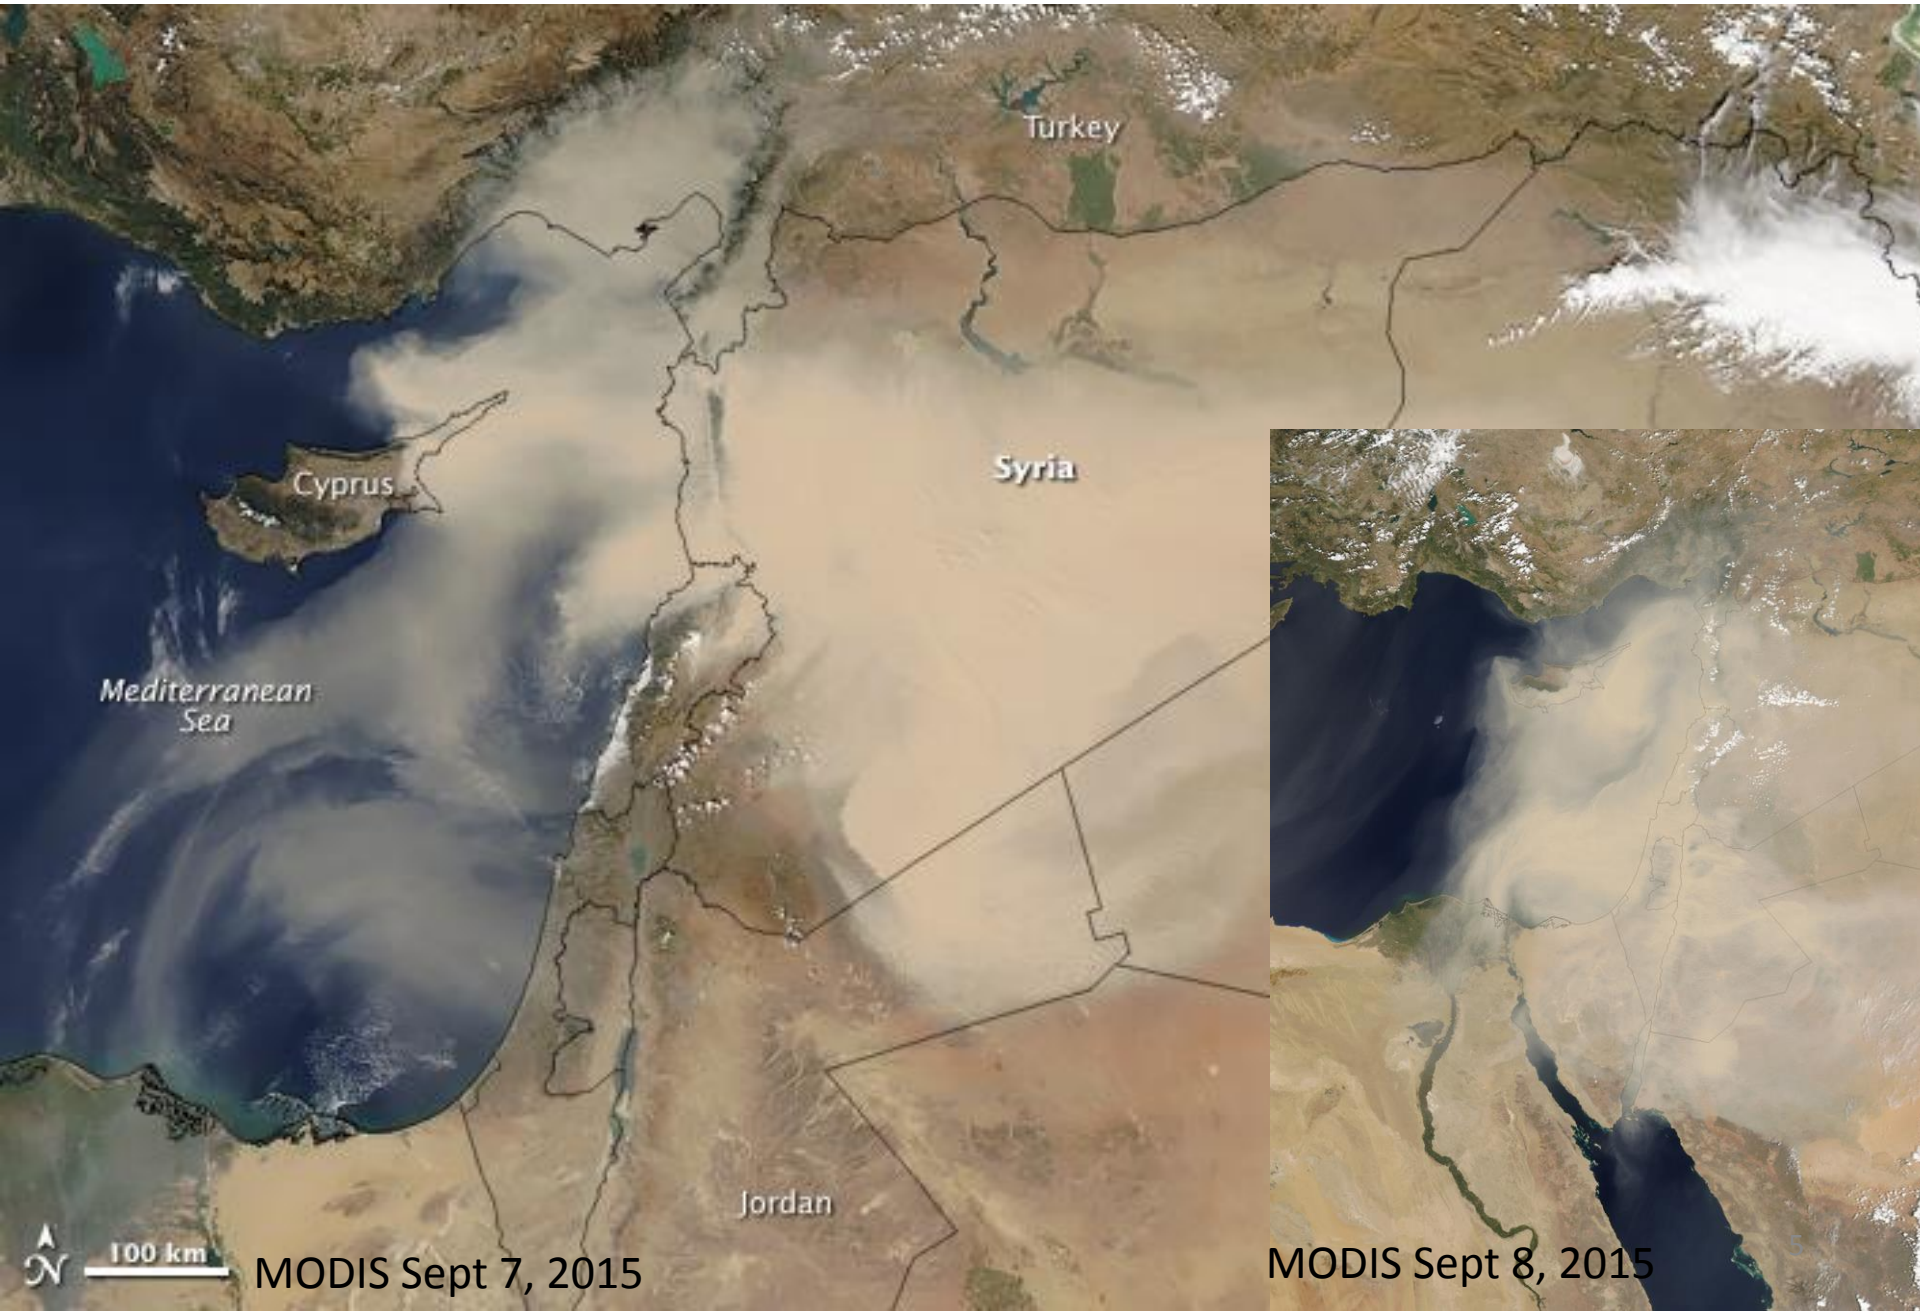 Turkey
Syria
Cyprus
Mediterranean
Sea
Jordan
N
100 km
MODIS Sept 7, 2015
MODIS Sept 8, 2015